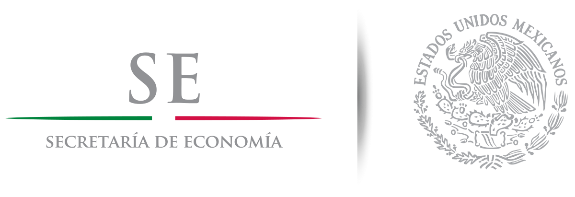 SE
SECRETARÍA DE ECONOMÍA
ESTADOS UNIDOS MEXICANOS